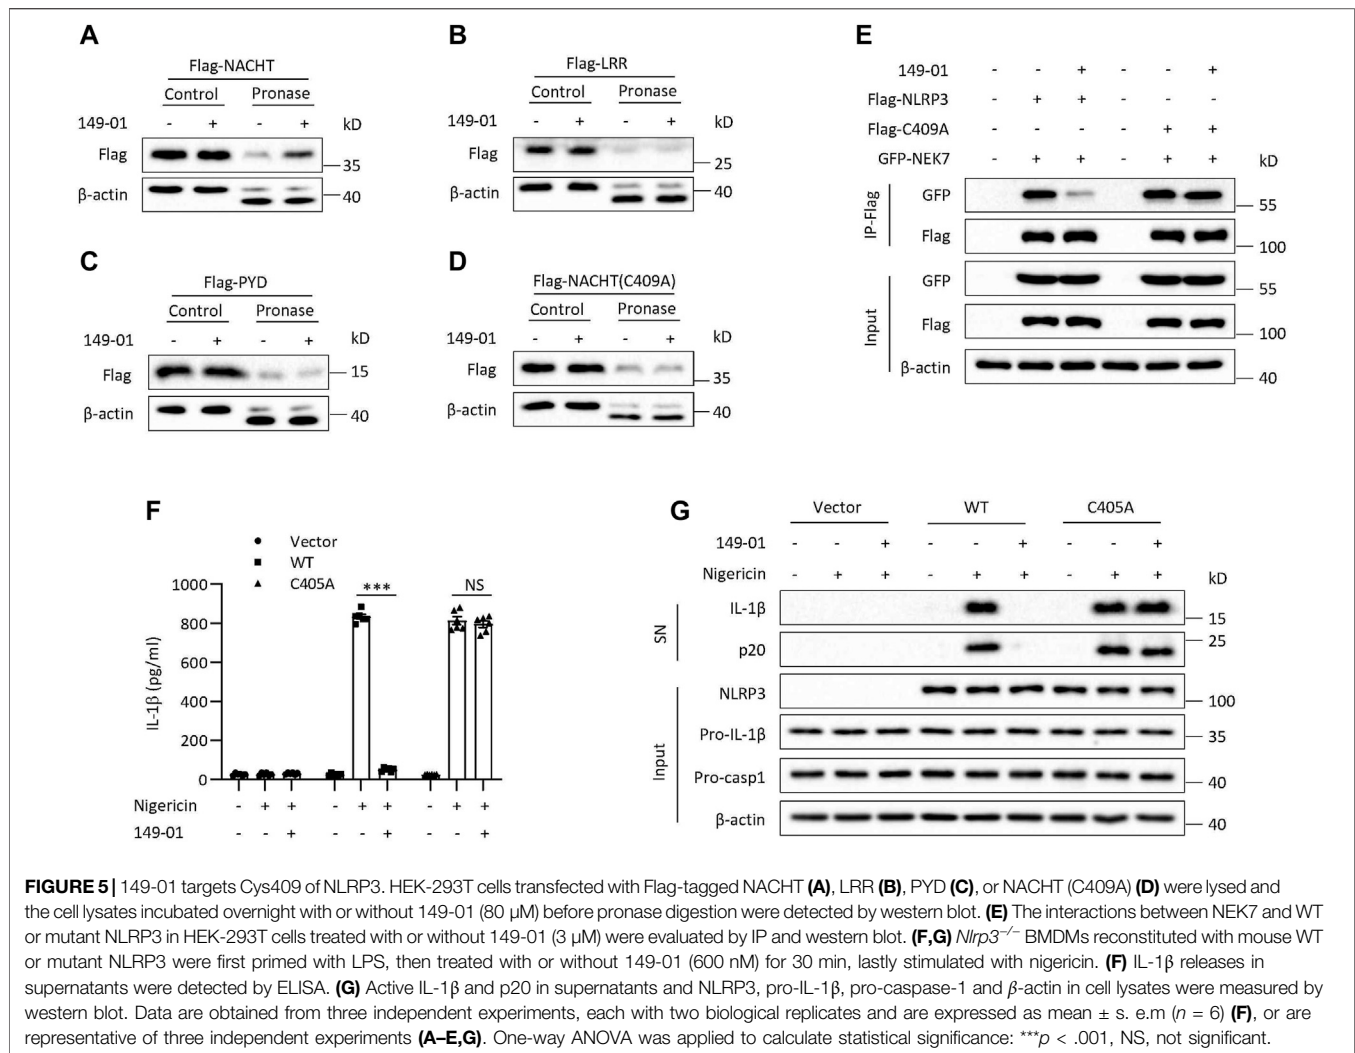 A
Flag-NACHT
Control Pronase
149-01 - + - + kD
Flag 35
β-actin 40
B
Flag-LRR
Control Pronase
149-01 - + - + kD
Flag 25
β-actin 40
C
Flag-PYD
Control Pronase
149-01 - + - + kD
Flag 15
β-actin 40
D
Flag-NACHT(C409A)
Control Pronase
149-01 - + - + kD
Flag 35
β-actin 40
E
149-01 - - + - - +
Flag-NLRP3 - + + - - -
Flag-C409A - - - - + +
GFP-NEK7 - + + - + + kD
IP-Flag
GFP 55
Flag 100
Input
GFP 55
Flag 100
β-actin 40
F
Vector
WT
C405A
IL-1β (pg/ml)
1000
800
600
400
200
0
*** NS
Nigericin - + + - + + - + +
149-01 - - + - - + - - +
G
Vector WT C405A
149-01 - - + - - + - - +
Nigericin - + + - + + - + + kD
SN
IL-1β 15
p20 25
Input
NLRP3 100
Pro-IL-1β 35
Pro-casp1 40
β-actin 40
FIGURE 5 | 149-01 targets Cys409 of NLRP3. HEK-293T cells transfected with Flag-tagged NACHT (A), LRR (B), PYD (C), or NACHT (C409A) (D) were lysed and
the cell lysates incubated overnight with or without 149-01 (80 μM) before pronase digestion were detected by western blot. (E) The interactions between NEK7 and WT
or mutant NLRP3 in HEK-293T cells treated with or without 149-01 (3 μM) were evaluated by IP and western blot. (F,G) Nlrp3−/− BMDMs reconstituted with mouse WT
or mutant NLRP3 were first primed with LPS, then treated with or without 149-01 (600 nM) for 30 min, lastly stimulated with nigericin. (F) IL-1β releases in
supernatants were detected by ELISA. (G) Active IL-1β and p20 in supernatants and NLRP3, pro-IL-1β, pro-caspase-1 and β-actin in cell lysates were measured by
western blot. Data are obtained from three independent experiments, each with two biological replicates and are expressed as mean ± s. e.m (n = 6) (F), or are
representative of three independent experiments (A–E,G). One-way ANOVA was applied to calculate statistical significance: ***p < .001, NS, not significant.